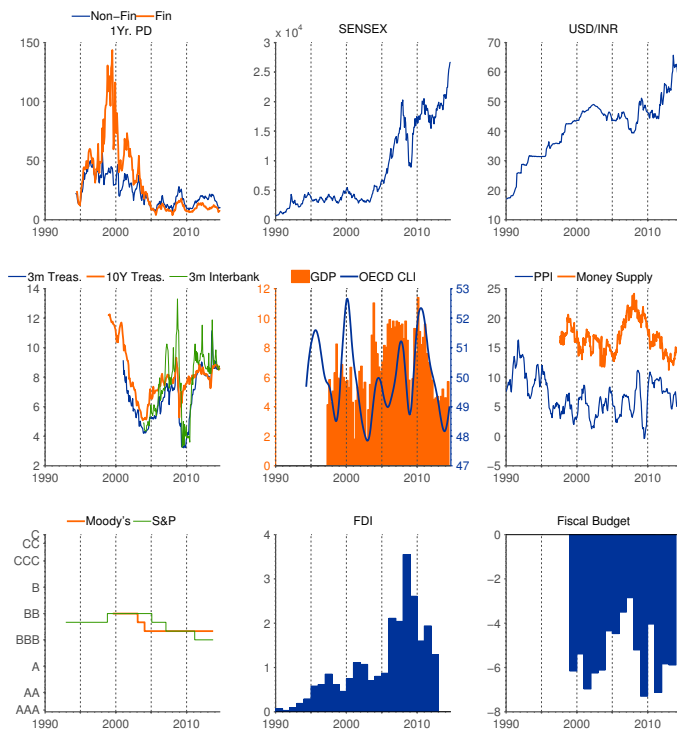 Non−Fin Fin
1Yr. PD
150
100
50
0
1990 2000 2010
x 10⁴
SENSEX
3
2.5
2
1.5
1
0.5
0
1990 2000 2010
USD/INR
70
60
50
40
30
20
10
1990 2000 2010
3m Treas. 10Y Treas. 3m Interbank
14
12
10
8
6
4
2
1990 2000 2010
GDP OECD CLI
12
10
8
6
4
2
0
53
52
51
50
49
48
47
1990 2000 2010
PPI Money Supply
25
20
15
10
5
0
−5
1990 2000 2010
Moody's S&P
C
CC
CCC
B
BB
BBB
A
AA
AAA
1990 2000 2010
FDI
4
3
2
1
0
1990 2000 2010
Fiscal Budget
0
−2
−4
−6
−8
1990 2000 2010